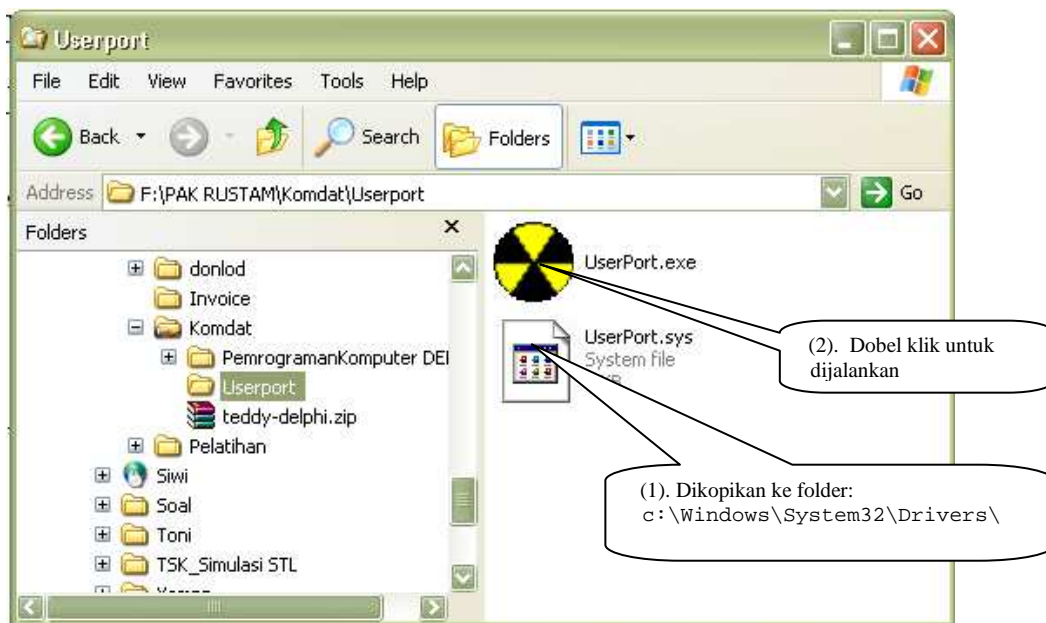 Userport
File Edit View Favorites Tools Help
Back Search Folders
Address F:\PAK RUSTAM\Komdat\Userport Go
Folders
donlod
Invoice
Komdat
PemrogramanKomputer DEl
Userport
teddy-delphi.zip
Pelatihan
Siwi
Soal
Toni
TSK_Simulasi STL
UserPort.exe
UserPort.sys
System file
(2). Dobel klik untuk
dijalankan
(1). Dikopikan ke folder:
c:\Windows\System32\Drivers\